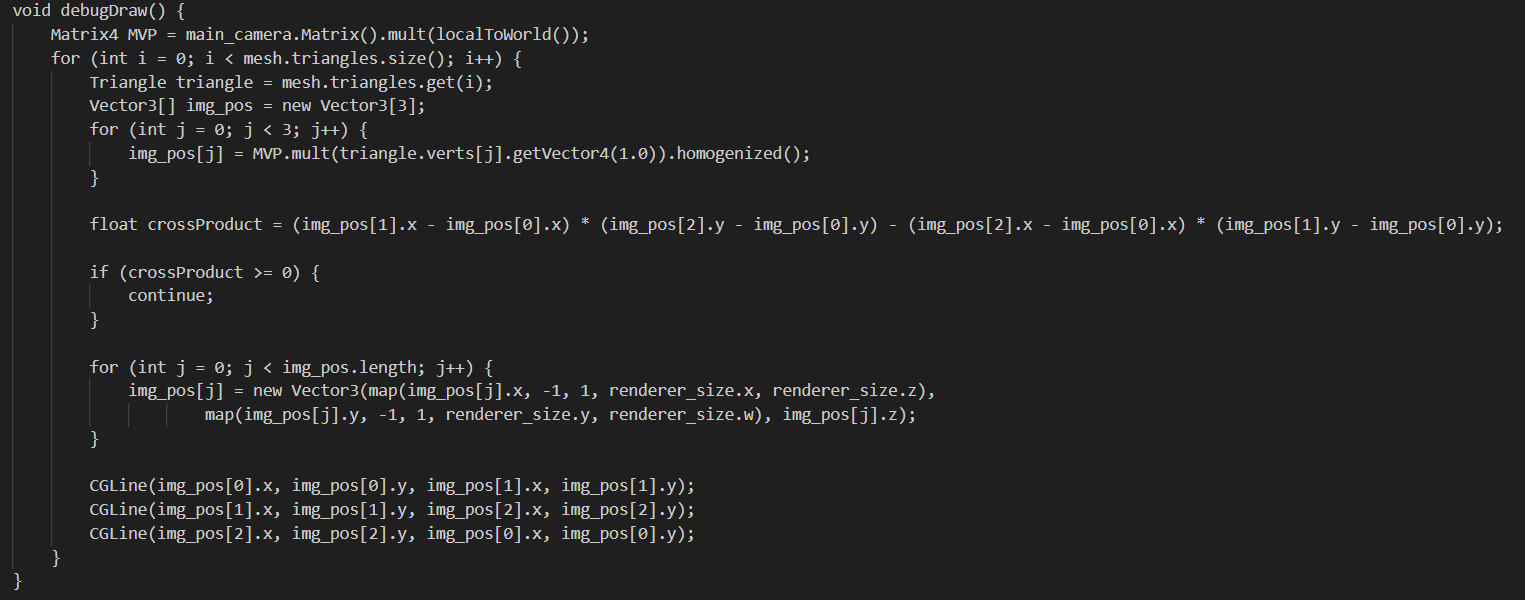 void debugDraw() {
    Matrix4 MVP = main_camera.Matrix().mult(localToWorld());
    for (int i = 0; i < mesh.triangles.size(); i++) {
        Triangle triangle = mesh.triangles.get(i);
        Vector3[] img_pos = new Vector3[3];
        for (int j = 0; j < 3; j++) {
            img_pos[j] = MVP.mult(triangle.verts[j].getVector4(1.0)).homogenized();
        }

        float crossProduct = (img_pos[1].x - img_pos[0].x) * (img_pos[2].y - img_pos[0].y) - (img_pos[2].x - img_pos[0].x) * (img_pos[1].y - img_pos[0].y);

        if (crossProduct >= 0) {
            continue;
        }

        for (int j = 0; j < img_pos.length; j++) {
            img_pos[j] = new Vector3(map(img_pos[j].x, -1, 1, renderer_size.x, renderer_size.z),
                    map(img_pos[j].y, -1, 1, renderer_size.y, renderer_size.w), img_pos[j].z);
        }

        CGLine(img_pos[0].x, img_pos[0].y, img_pos[1].x, img_pos[1].y);
        CGLine(img_pos[1].x, img_pos[1].y, img_pos[2].x, img_pos[2].y);
        CGLine(img_pos[2].x, img_pos[2].y, img_pos[0].x, img_pos[0].y);
    }
}